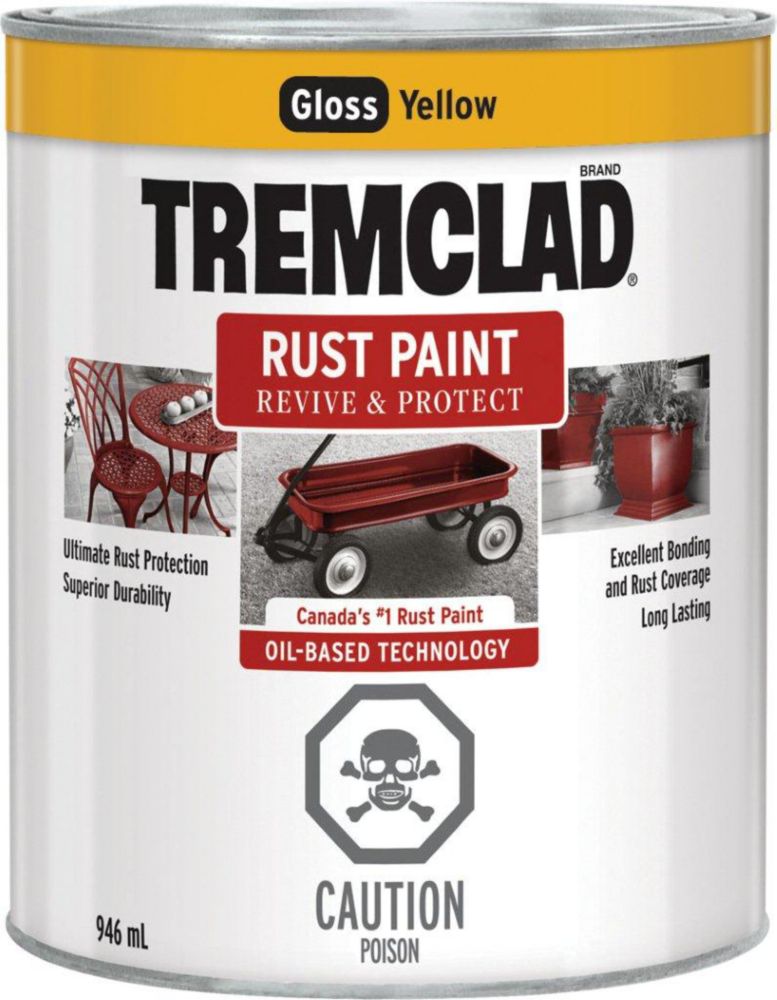 Gloss Yellow
BRAND
TREMCLAD®
RUST PAINT
REVIVE & PROTECT
Ultimate Rust Protection
Superior Durability
Excellent Bonding
and Rust Coverage
Long Lasting
Canada's #1 Rust Paint
OIL-BASED TECHNOLOGY
CAUTION
POISON
946 mL